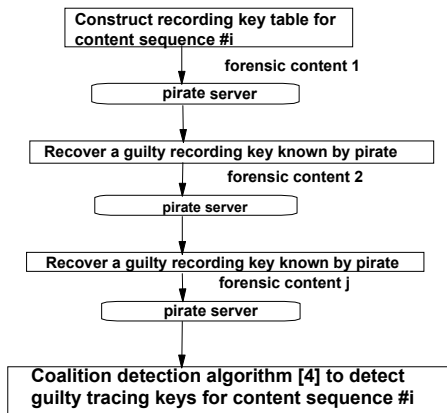 Construct recording key table for
content sequence #i
forensic content 1
pirate server
Recover a guilty recording key known by pirate
forensic content 2
pirate server
Recover a guilty recording key known by pirate
forensic content j
pirate server
Coalition detection algorithm [4] to detect
guilty tracing keys for content sequence #i